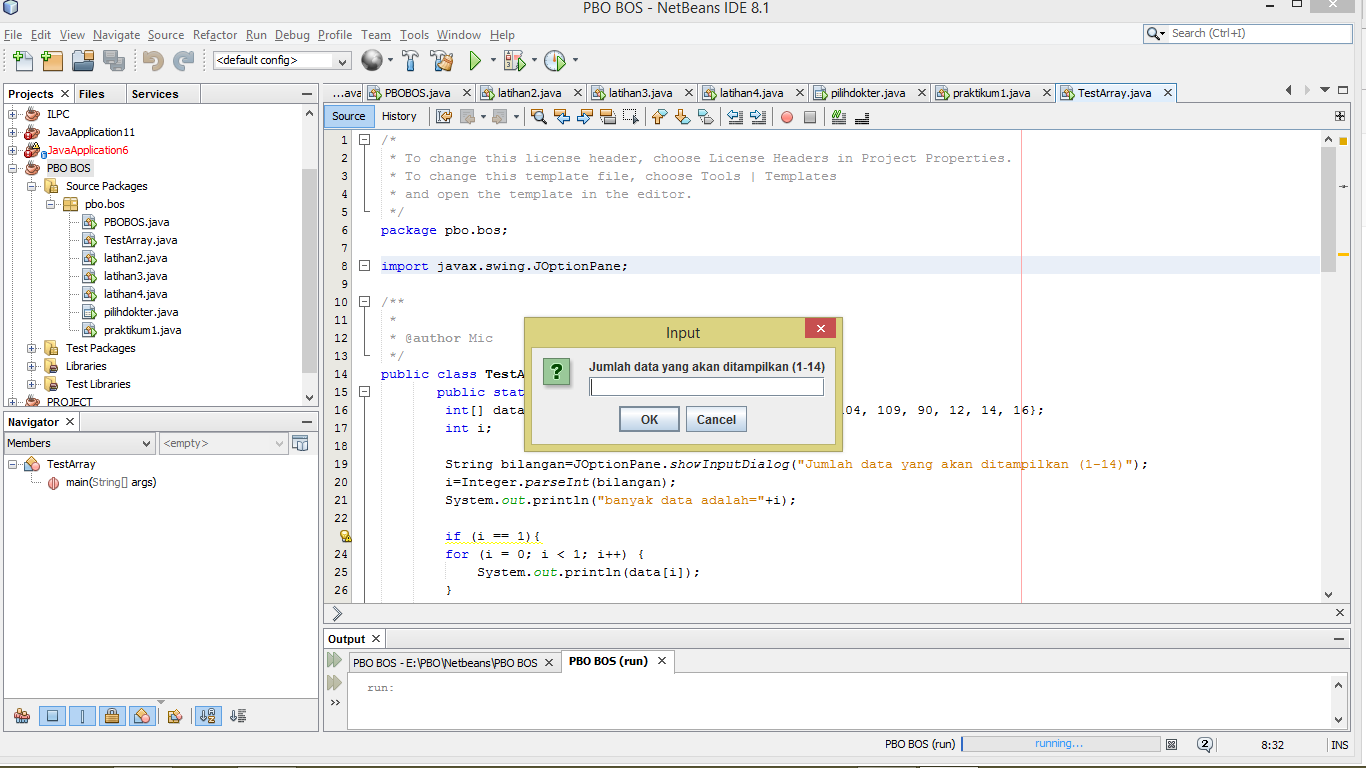 PBO BOS - NetBeans IDE 8.1
File Edit View Navigate Source Refactor Run Debug Profile Team Tools Window Help
Search (Ctrl+I)
<default config>
Projects Files Services
ILPC
JavaApplication11
JavaApplication6
PBO BOS
Source Packages
pbo.bos
PBOBOS.java
TestArray.java
latihan2.java
latihan3.java
latihan4.java
pilihdokter.java
praktikum1.java
Test Packages
Libraries
Test Libraries
PROJECT
Navigator
Members <empty>
TestArray
main(String[] args)
...ava PBOBOS.java latihan2.java latihan3.java latihan4.java pilihdokter.java praktikum1.java TestArray.java
Source History
1 /*
2 * To change this license header, choose License Headers in Project Properties.
3 * To change this template file, choose Tools | Templates
4 * and open the template in the editor.
5 */
6 package pbo.bos;
7
8 import javax.swing.JOptionPane;
9
10 /**
11 *
12 * @author Mic
13 */
14 public class TestA
15 public stat
16 int[] data 104, 109, 90, 12, 14, 16};
17 int i;
18
19 String bilangan=JOptionPane.showInputDialog("Jumlah data yang akan ditampilkan (1-14)");
20 i=Integer.parseInt(bilangan);
21 System.out.println("banyak data adalah="+i);
22
if (i == 1){
24 for (i = 0; i < 1; i++) {
25 System.out.println(data[i]);
26 }
Input
Jumlah data yang akan ditampilkan (1-14)
OK Cancel
Output
PBO BOS - E:\PBO\Netbeans\PBO BOS PBO BOS (run)
run:
PBO BOS (run) running... 2 8:32 INS